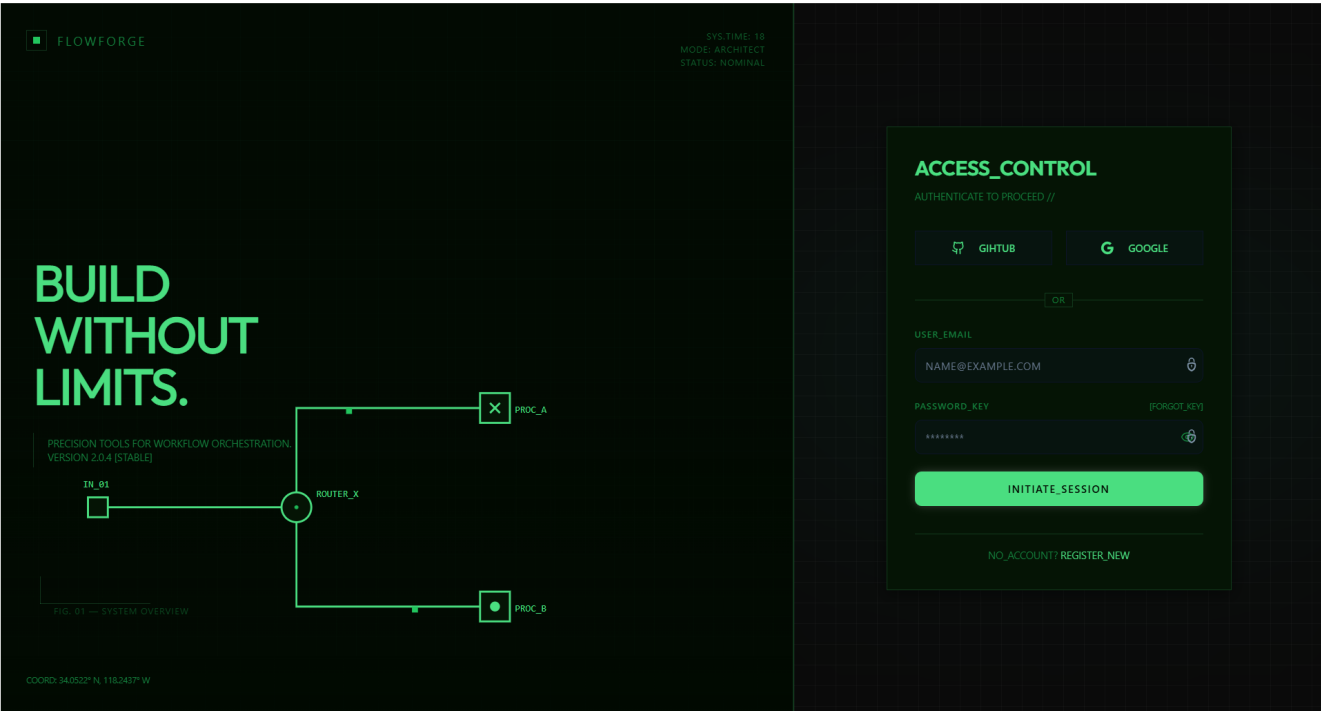 FLOWFORGE
SYS.TIME: 18
MODE: ARCHITECT
STATUS: NOMINAL
BUILD
WITHOUT
LIMITS.
PRECISION TOOLS FOR WORKFLOW ORCHESTRATION.
VERSION 2.0.4 [STABLE]
PROC_A
IN_01
ROUTER_X
PROC_B
FIG. 01 — SYSTEM OVERVIEW
COORD: 34.0522° N, 118.2437° W
ACCESS_CONTROL
AUTHENTICATE TO PROCEED //
GIHTUB
GOOGLE
OR
USER_EMAIL
NAME@EXAMPLE.COM
PASSWORD_KEY
[FORGOT_KEY]
********
INITIATE_SESSION
NO_ACCOUNT? REGISTER_NEW